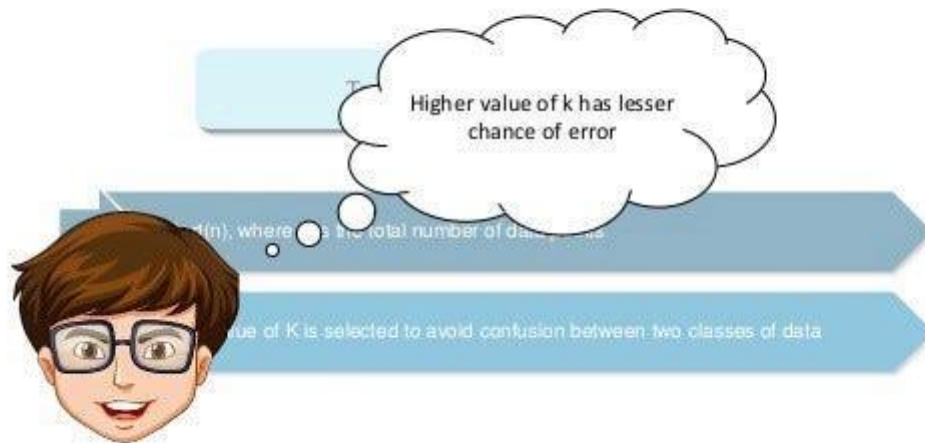 T
Higher value of k has lesser
chance of error
t(n), where is the total number of data points
lue of K is selected to avoid confusion between two classes of data